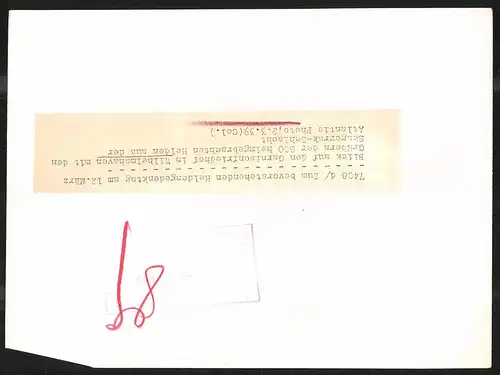 7408 d/ Zum bevorstehenden Heldengedenktag am 12.März
- - - - - - - - - - - - - - - - - - - - - - - - -
Blick auf den Garnisonfriedhof in Wilhelmshaven mit den
Gräbern der 600 heimgebrachten Helden aus der
Skagerrak-Schlacht
Atlantic Photo,2.3.39(Col.)